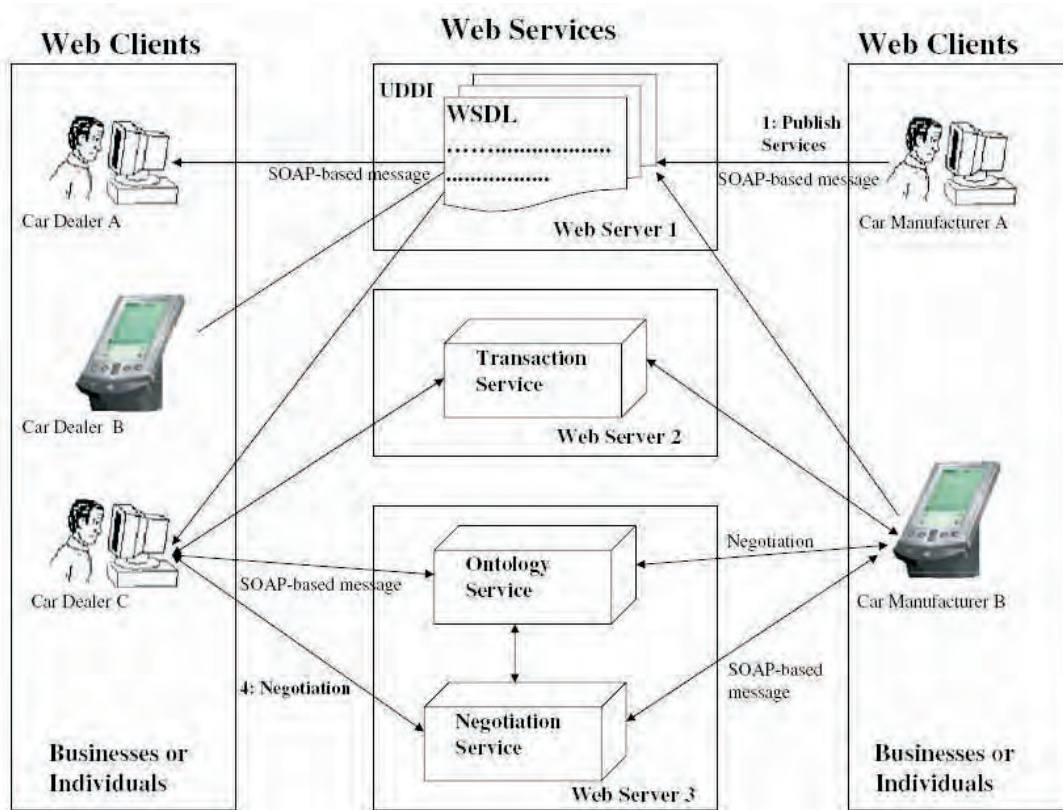 Web Clients
Web Services
Web Clients
UDDI
WSDL
SOAP-based message
Web Server 1
1: Publish
Services
SOAP-based message
Car Dealer A
Car Manufacturer A
Transaction
Service
Web Server 2
Car Dealer B
Ontology
Service
SOAP-based message
Negotiation
Car Dealer C
Car Manufacturer B
4: Negotiation
SOAP-based
message
Negotiation
Service
Web Server 3
Businesses or
Individuals
Businesses or
Individuals